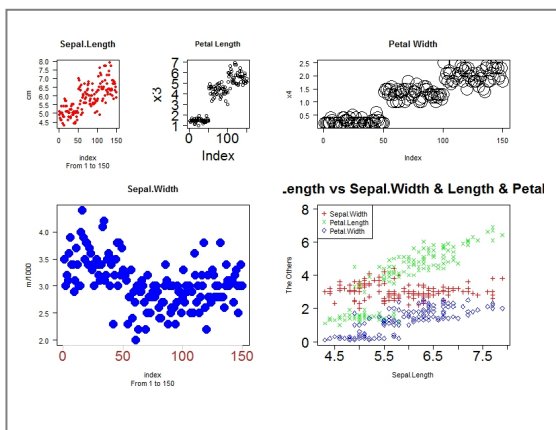 Sepal.Length
cm
8.0
7.5
7.0
6.5
6.0
5.5
5.0
4.5
0 50 100 150
index
From 1 to 150
Petal Length
x3
7
6
5
4
3
2
1
0 100
Index
Petal Width
x4
2.5
2.0
1.5
1.0
0.5
0 50 100 150
Index
Sepal.Width
m/1000
4.0
3.5
3.0
2.5
2.0
0 50 100 150
index
From 1 to 150
Length vs Sepal.Width & Length & Petal
The Others
8
6
4
2
0
Sepal.Width
Petal.Length
Petal.Width
4.5 5.5 6.5 7.5
Sepal.Length